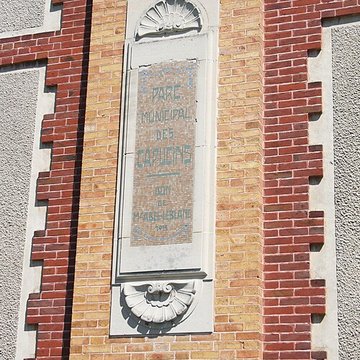 PARC
MUNICIPAL
DES
CAPUCINS
DON
DE